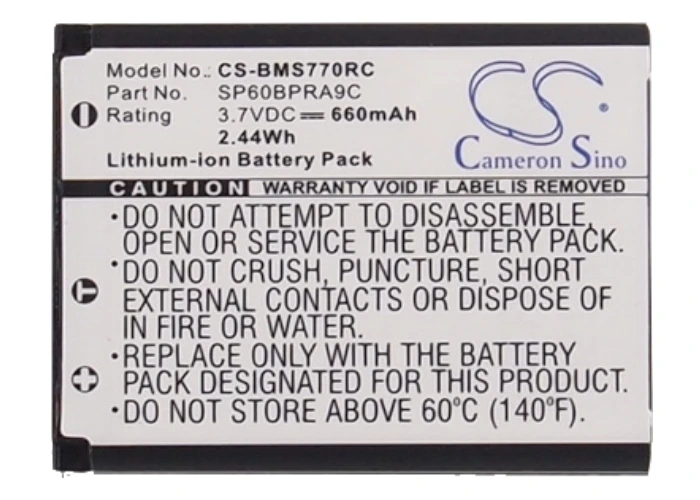 Model No.: CS-BMS770RC
Part No. SP60BPRA9C
Rating 3.7VDC 660mAh
2.44Wh
Lithium-ion Battery Pack
CS
Cameron Sino
CAUTION WARRANTY VOID IF LABEL IS REMOVED
•DO NOT ATTEMPT TO DISASSEMBLE,
OPEN OR SERVICE THE BATTERY PACK.
•DO NOT CRUSH, PUNCTURE, SHORT
EXTERNAL CONTACTS OR DISPOSE OF
IN FIRE OR WATER.
•REPLACE ONLY WITH THE BATTERY
PACK DESIGNATED FOR THIS PRODUCT.
•DO NOT DISASSEMBLE ABOVE 60°C (140°F).